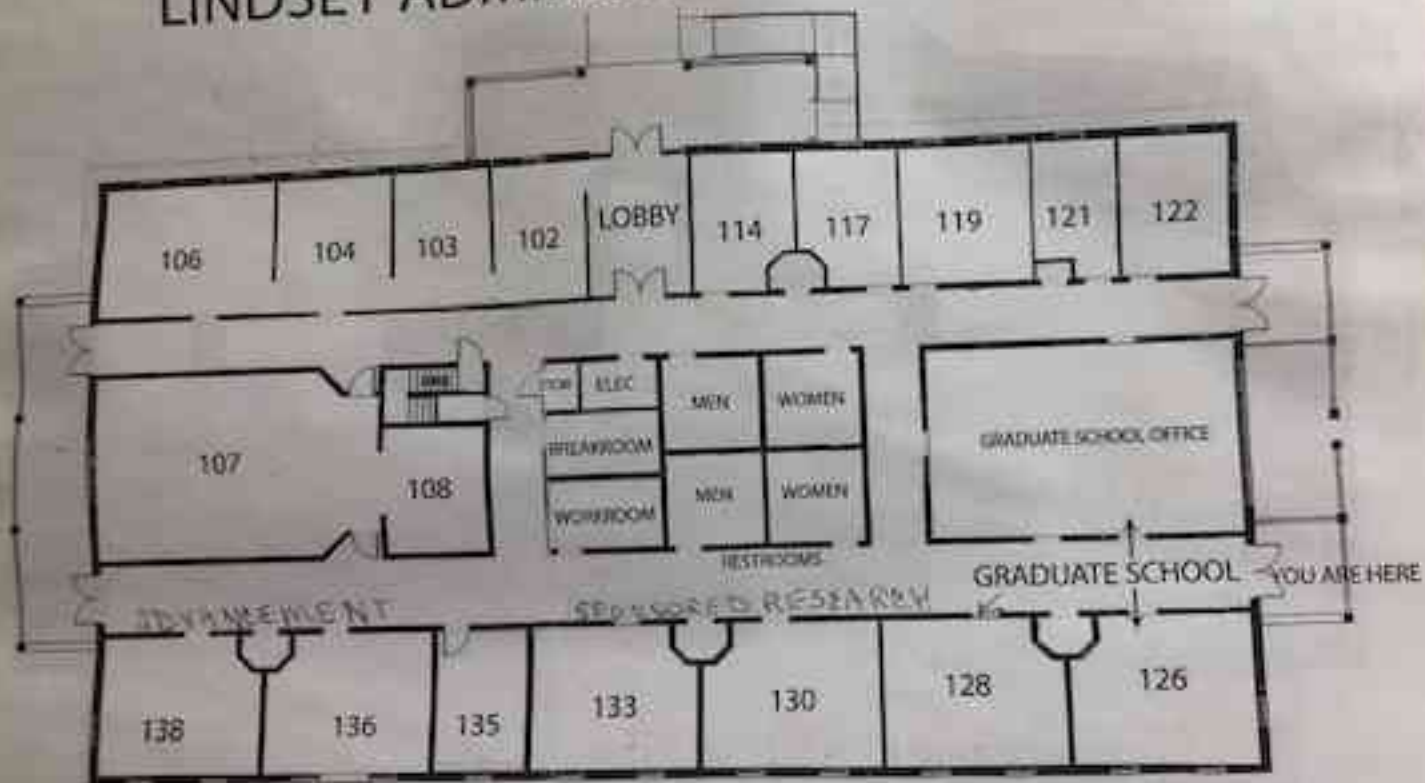 LINDSEY
LOBBY
106 104 103 102 114 117 119 121 122
ELEC
MEN WOMEN
BREAKROOM
GRADUATE SCHOOL OFFICE
107
108
MEN WOMEN
WORKROOM
RESTROOMS
GRADUATE SCHOOL YOU ARE HERE
SPONSORED RESEARCH
138 136 135 133 130 128 126